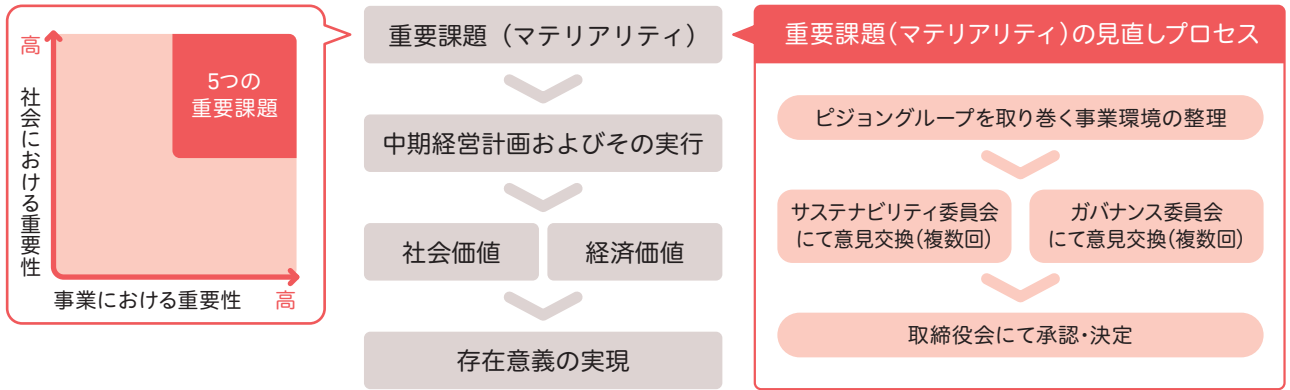 高
社会における重要性
5つの
重要課題
事業における重要性
高
重要課題（マテリアリティ）
中期経営計画およびその実行
社会価値
経済価値
存在意義の実現
重要課題（マテリアリティ）の見直しプロセス
ピジョングループを取り巻く事業環境の整理
サステナビリティ委員会
にて意見交換（複数回）
ガバナンス委員会
にて意見交換（複数回）
取締役会にて承認・決定